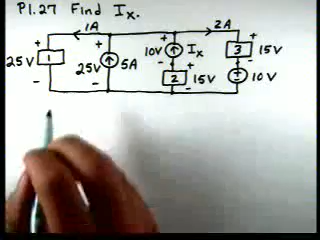 P1.27 Find Ix.
1A 2A
+ + + +
10V Ix 3 15V
25V 1 25V 5A - -
+ +
- - 2 15V 10V
- -